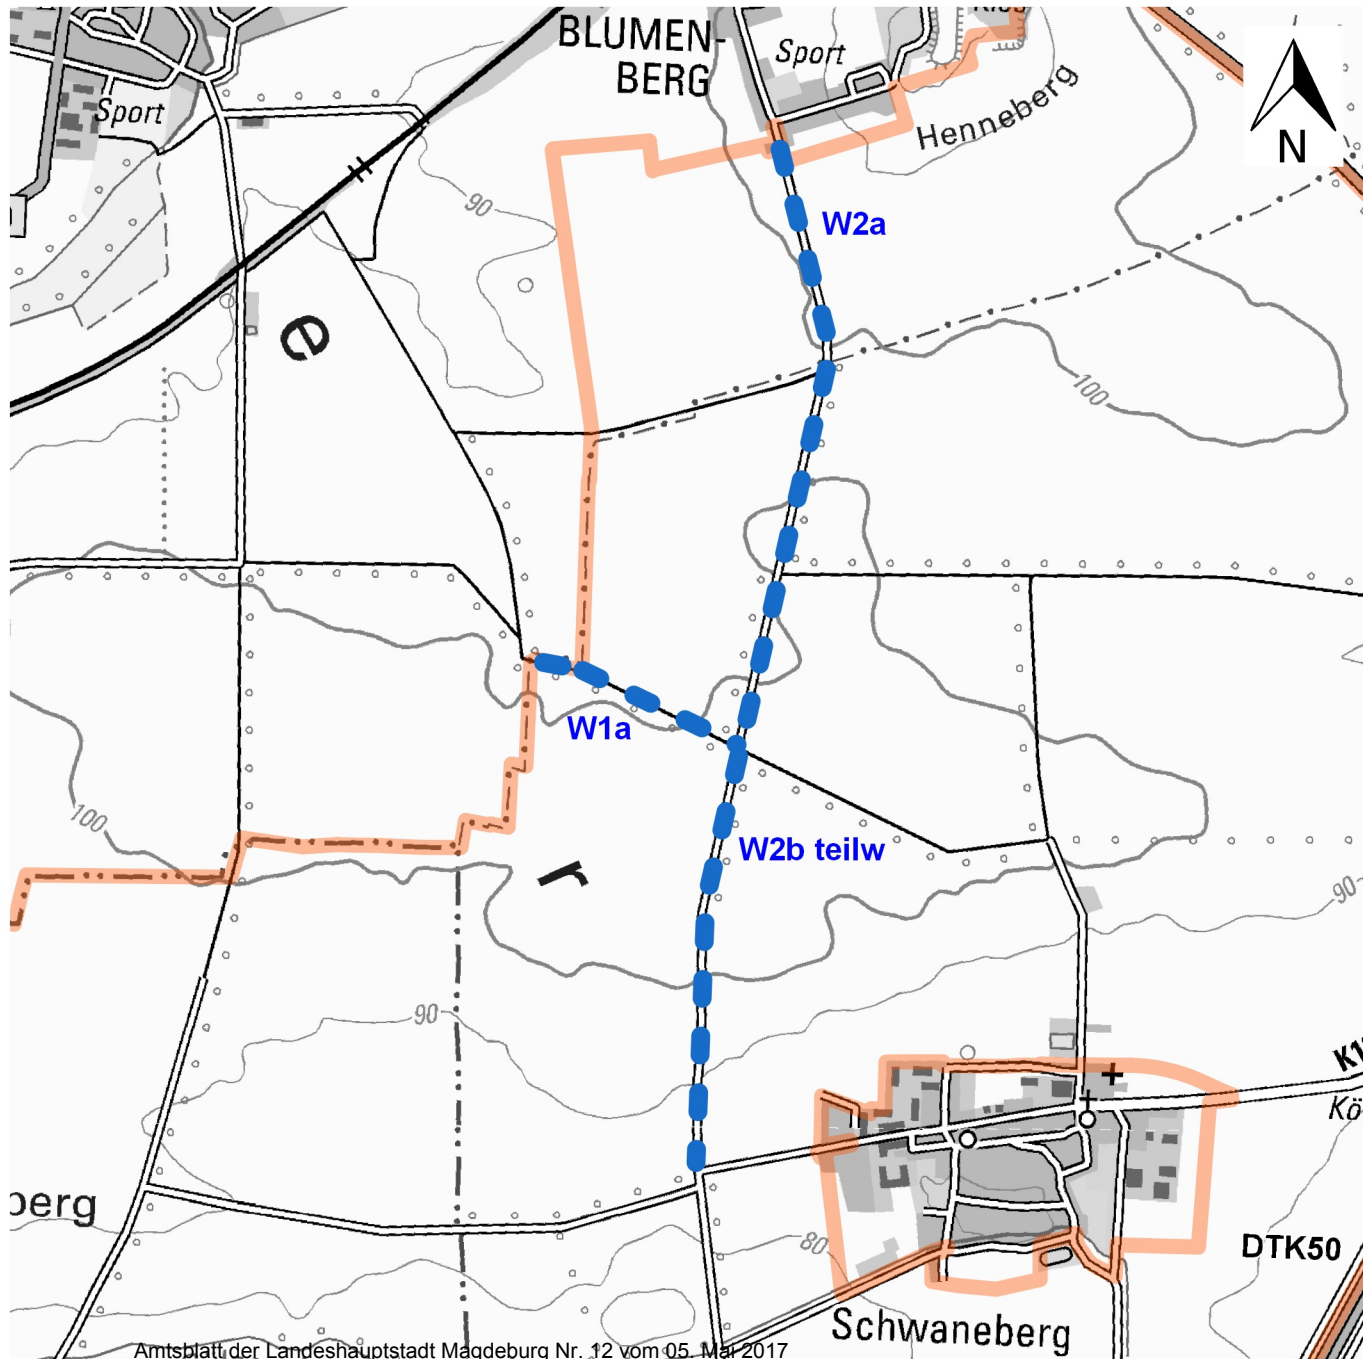 BLUMEN-
BERG
Sport
Sport
Henneberg
N
90
W2a
e
100
W1a
100
W2b teilw
r
90
90
K1
Kö
berg
80
DTK50
Schwaneberg
Amtsblatt der Landeshauptstadt Magdeburg Nr. 12 vom 05. Mai 2017